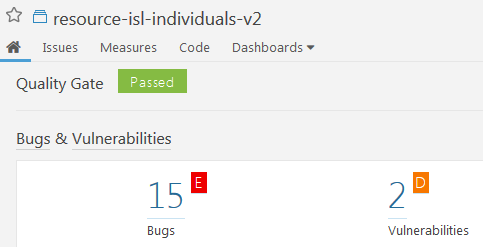 resource-isl-individuals-v2
Issues Measures Code Dashboards
Quality Gate Passed
Bugs & Vulnerabilities
15 E 2 D
Bugs Vulnerabilities